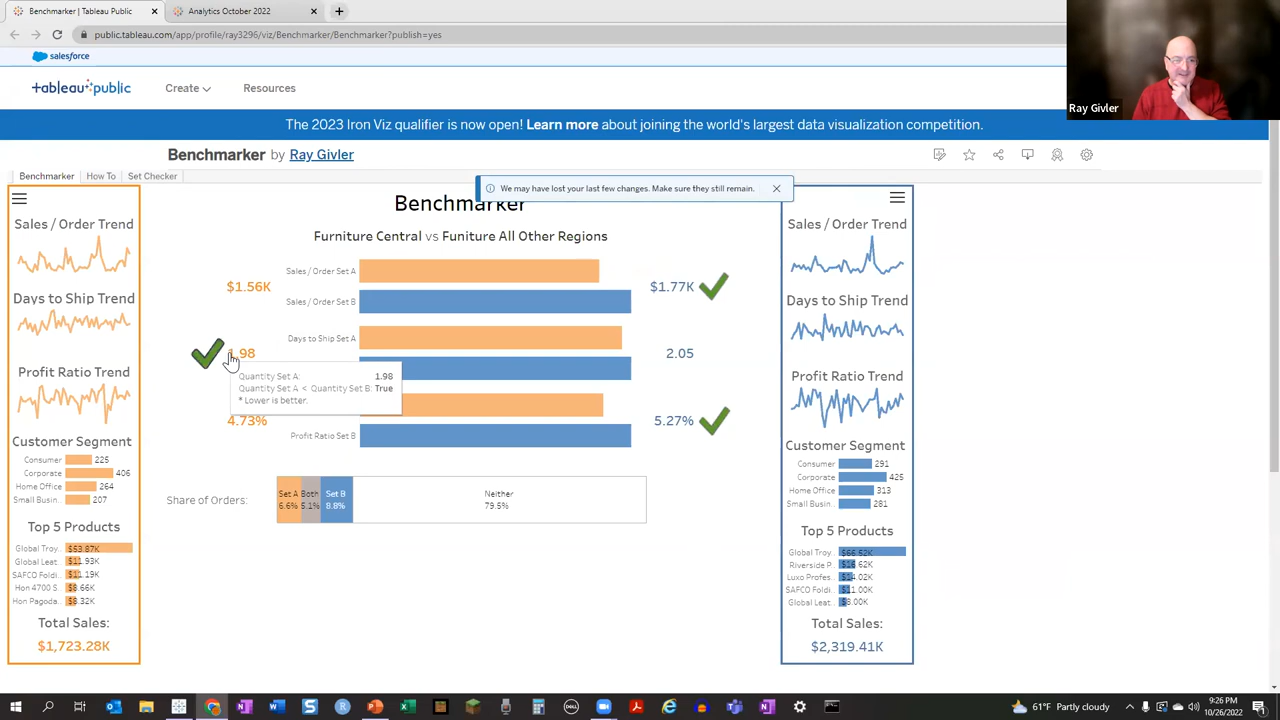 Benchmarker | Tableau Public
Analytics October 2022
public.tableau.com/app/profile/ray3296/viz/Benchmarker/Benchmarker?publish=yes
salesforce
tableau public
Create
Resources
The 2023 Iron Viz qualifier is now open! Learn more about joining the world's largest data visualization competition.
Benchmarker by Ray Givler
Ray Givler
Benchmarker
How To
Set Checker
We may have lost your last few changes. Make sure they still remain.
Benchmarker
Furniture Central vs Funiture All Other Regions
Sales / Order Trend
Days to Ship Trend
Profit Ratio Trend
Customer Segment
Consumer 225
Corporate 406
Home Office 264
Small Busin.. 207
Top 5 Products
Global Troy.. $53.87K
Global Leat.. $11.93K
SAFCO Foldi.. $11.19K
Hon 4700 S.. $8.66K
Hon Pagoda.. $8.32K
Total Sales:
$1,723.28K
$1.56K
Sales / Order Set A
Sales / Order Set B
$1.77K
Days to Ship Set A
1.98
2.05
Quantity Set A: 1.98
Quantity Set A < Quantity Set B: True
* Lower is better.
4.73%
Profit Ratio Set B
5.27%
Share of Orders:
Set A
6.6%
Both
5.1%
Set B
8.8%
Neither
79.5%
Sales / Order Trend
Days to Ship Trend
Profit Ratio Trend
Customer Segment
Consumer 291
Corporate 425
Home Office 313
Small Busin.. 281
Top 5 Products
Global Troy.. $66.52K
Riverside P.. $16.62K
Luxo Profes.. $14.02K
SAFCO Foldi.. $11.00K
Global Leat.. $8.00K
Total Sales:
$2,319.41K
61°F Partly cloudy
9:26 PM
10/26/2022